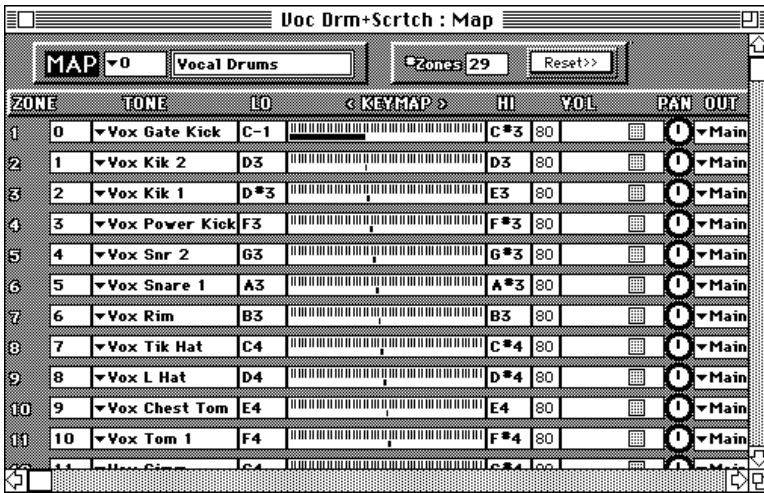 Voc Drm+Scrtch : Map
MAP 0 Vocal Drums #Zones 29 Reset>>
ZONE TONE LO < KEYMAP > HI VOL PAN OUT
1 0 Vox Gate Kick C-1 C#3 80 Main
2 1 Vox Kik 2 D3 D3 80 Main
3 2 Vox Kik 1 D#3 E3 80 Main
4 3 Vox Power Kick F3 F#3 80 Main
5 4 Vox Snr 2 G3 G#3 80 Main
6 5 Vox Snare 1 A3 A#3 80 Main
7 6 Vox Rim B3 B3 80 Main
8 7 Vox Tik Hat C4 C#4 80 Main
9 8 Vox L Hat D4 D#4 80 Main
10 9 Vox Chest Tom E4 E4 80 Main
11 10 Vox Tom 1 F4 F#4 80 Main